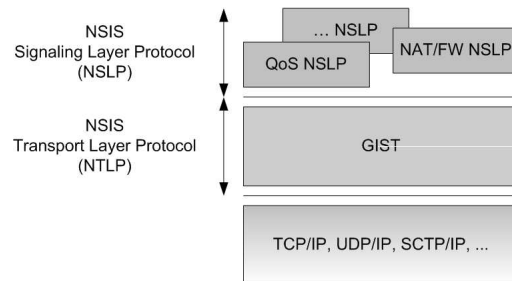 NSIS
Signaling Layer Protocol
(NSLP)
... NSLP
QoS NSLP
NAT/FW NSLP
NSIS
Transport Layer Protocol
(NTLP)
GIST
TCP/IP, UDP/IP, SCTP/IP, ...